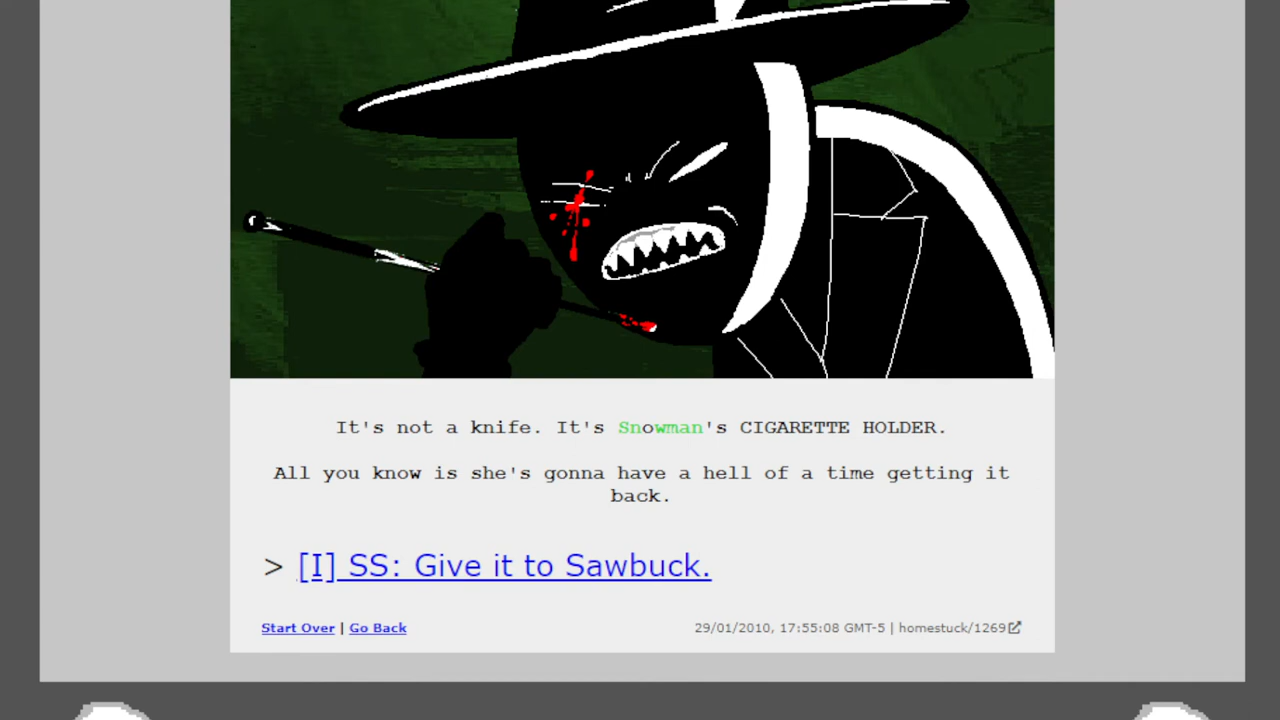 It's not a knife. It's Snowman's CIGARETTE HOLDER.
All you know is she's gonna have a hell of a time getting it
back.
> [I] SS: Give it to Sawbuck.
Start Over | Go Back
29/01/2010, 17:55:08 GMT-5 | homestuck/1269